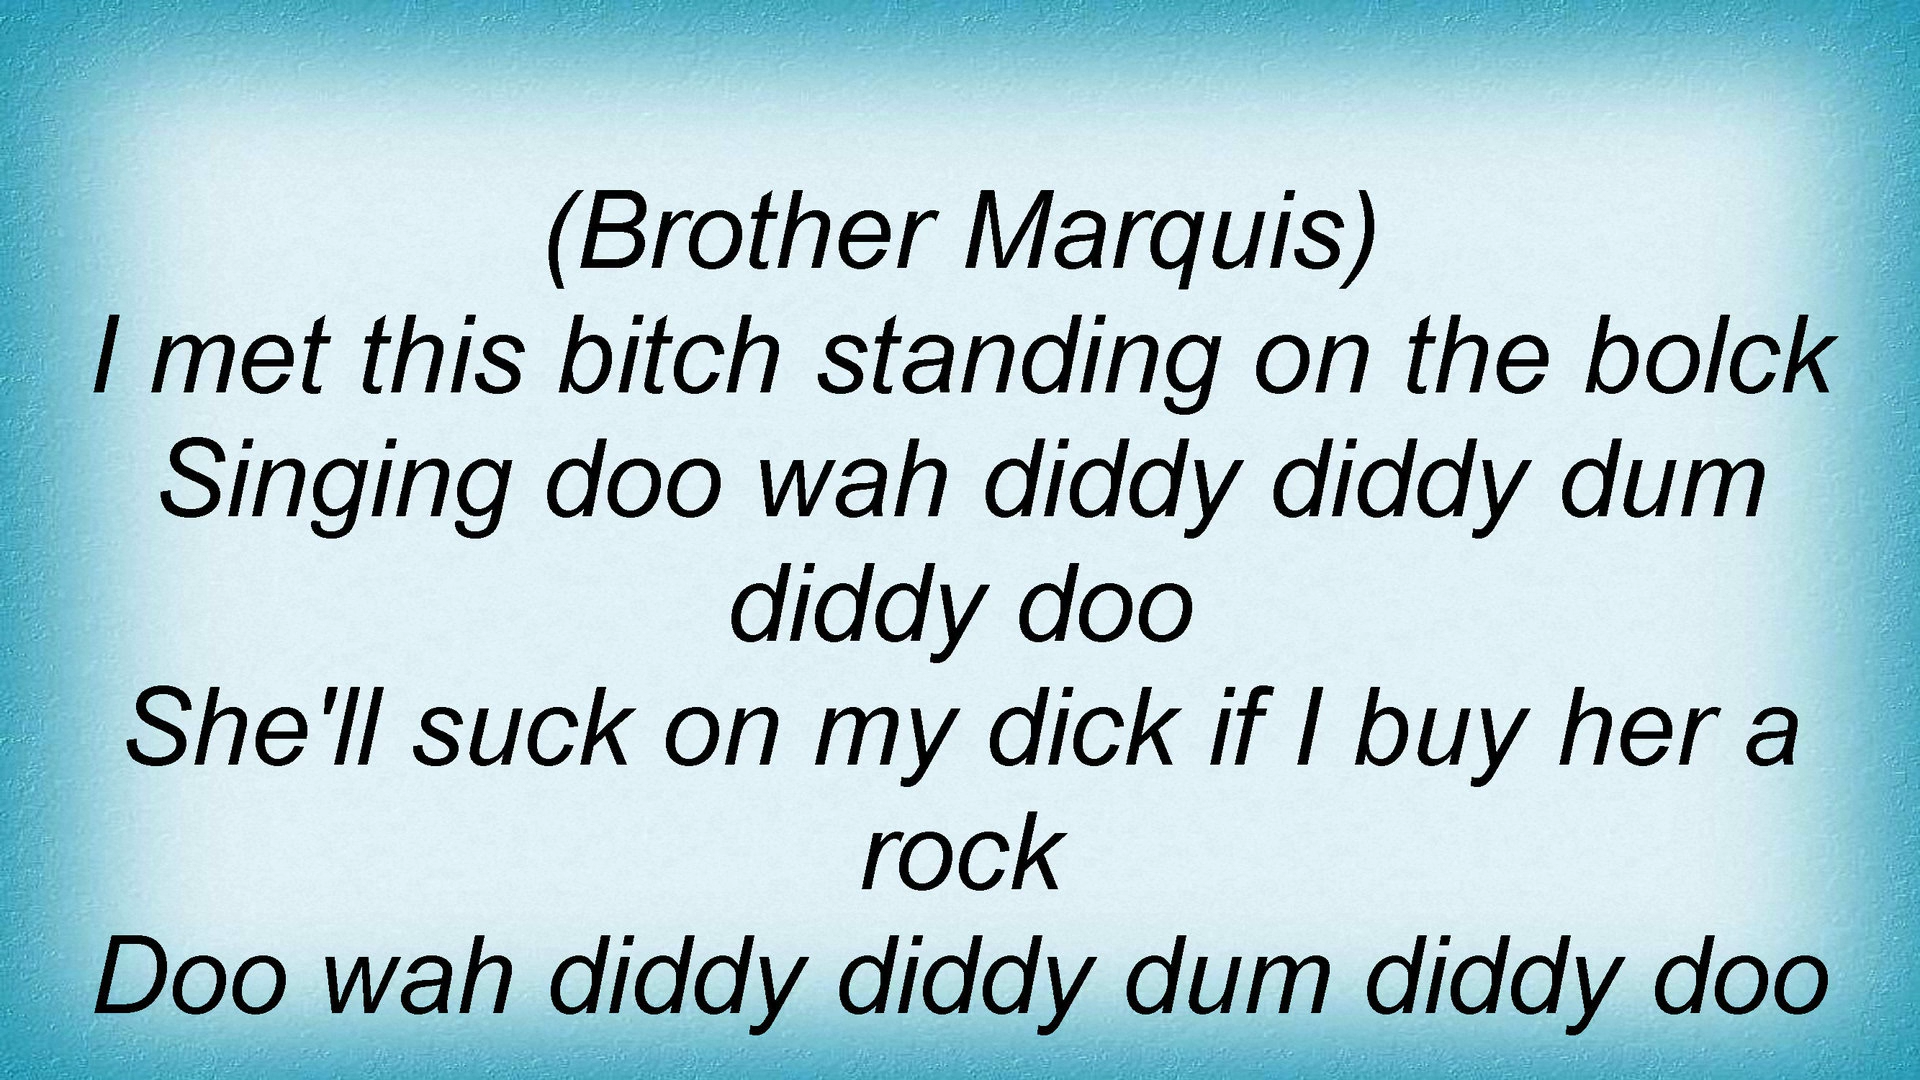 (Brother Marquis)
I met this bitch standing on the bolck
Singing doo wah diddy diddy dum
diddy doo
She'll suck on my dick if I buy her a
rock
Doo wah diddy diddy dum diddy doo